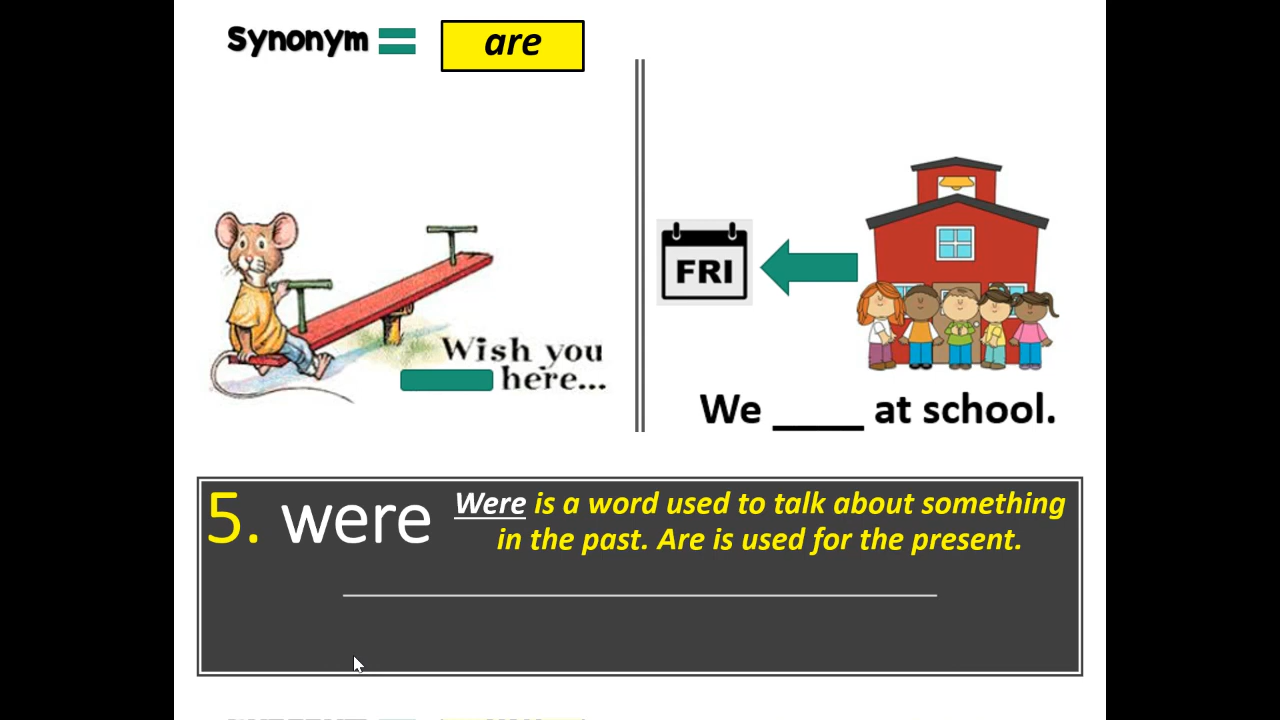 Synonym = are
Wish you
here...
FRI
We ____ at school.
5. were
Were is a word used to talk about something
in the past. Are is used for the present.